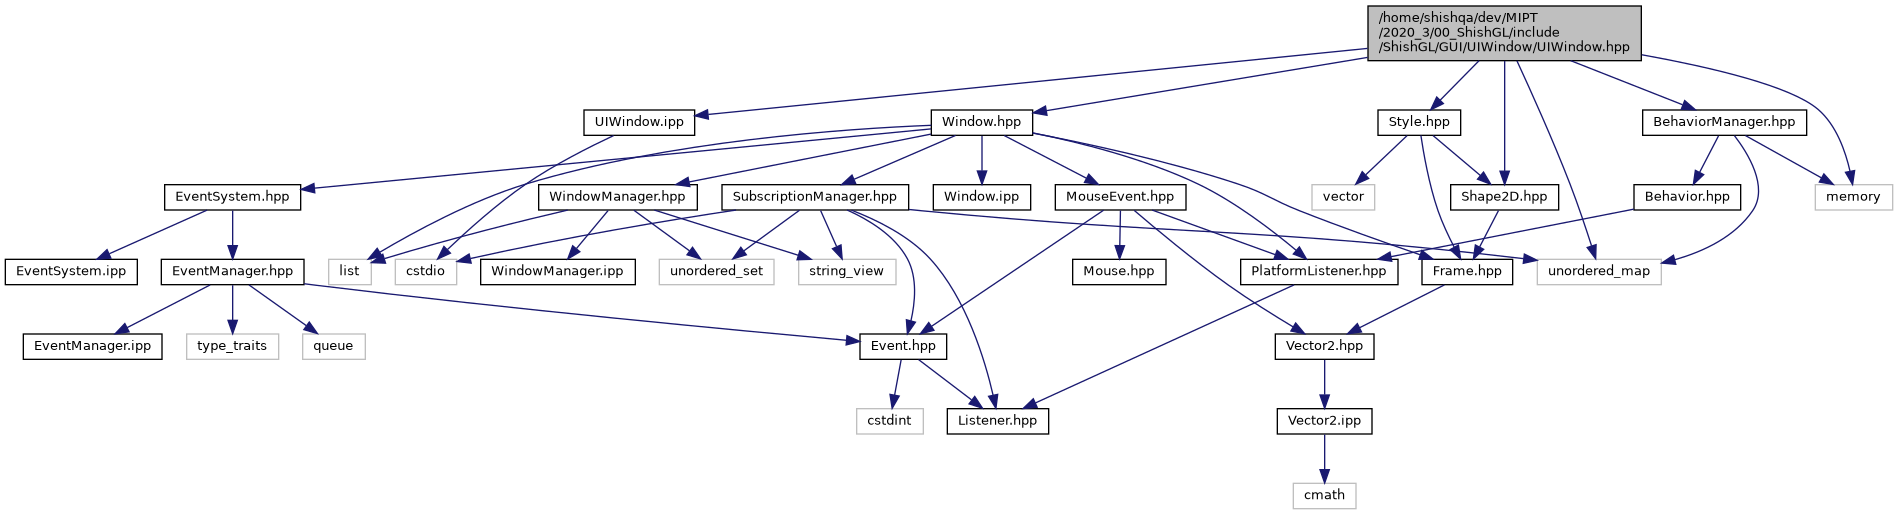 /home/shishqa/dev/MIPT
/2020_3/00_ShishGL/include
/ShishGL/GUI/UIWindow/UIWindow.hpp
UIWindow.ipp
Window.hpp
Style.hpp
BehaviorManager.hpp
EventSystem.hpp
WindowManager.hpp
SubscriptionManager.hpp
Window.ipp
MouseEvent.hpp
vector
Shape2D.hpp
Behavior.hpp
memory
EventSystem.ipp
EventManager.hpp
list
cstdio
WindowManager.ipp
unordered_set
string_view
Mouse.hpp
PlatformListener.hpp
Frame.hpp
unordered_map
EventManager.ipp
type_traits
queue
Event.hpp
Vector2.hpp
cstdint
Listener.hpp
Vector2.ipp
cmath